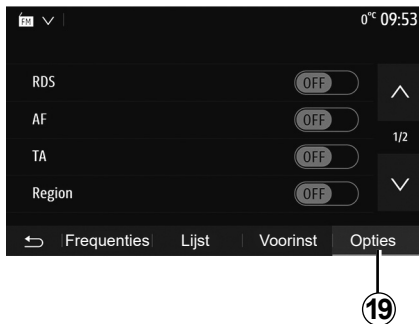 FM 0°C 09:53
RDS OFF
AF OFF
1/2
TA OFF
Region OFF
Frequenties Lijst Voorinst Opties
19